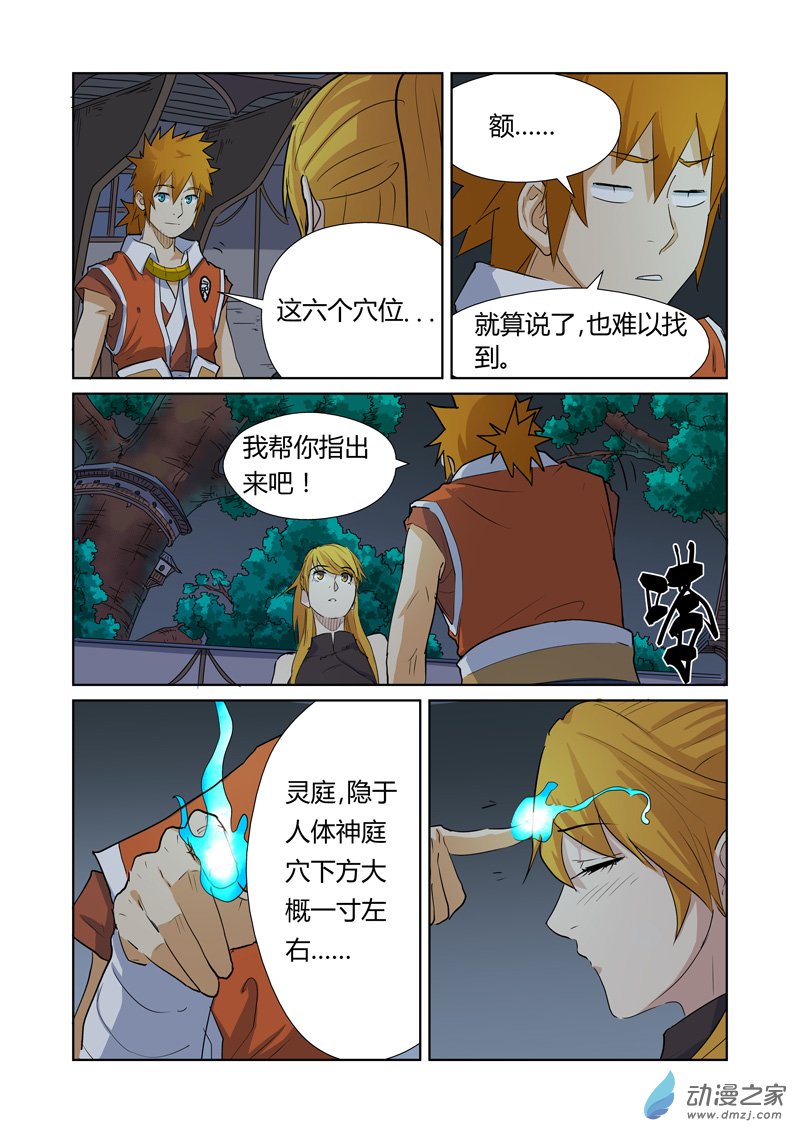 这六个穴位...
额……
就算说了,也难以找
到。
我帮你指出
来吧！
灵庭,隐于
人体神庭
穴下方大
概一寸左
右……
动漫之家
www.dmzj.com